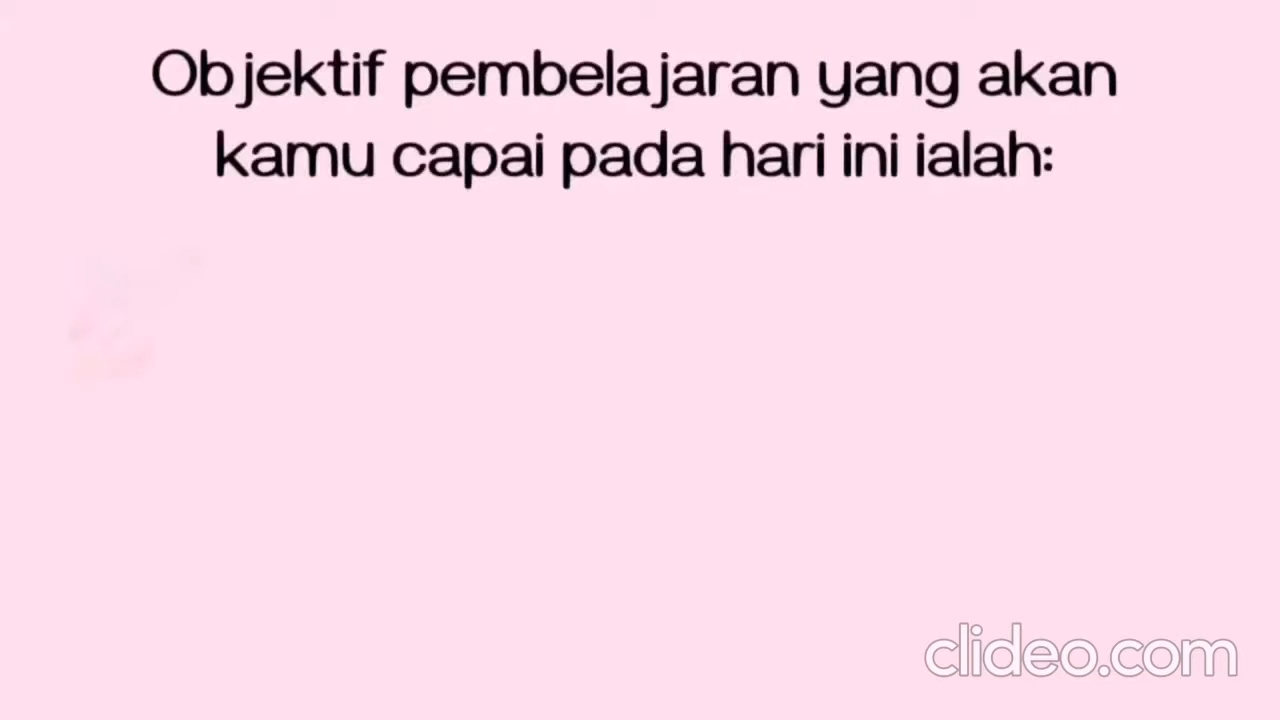 Objektif pembelajaran yang akan
kamu capai pada hari ini ialah:
clideo.com